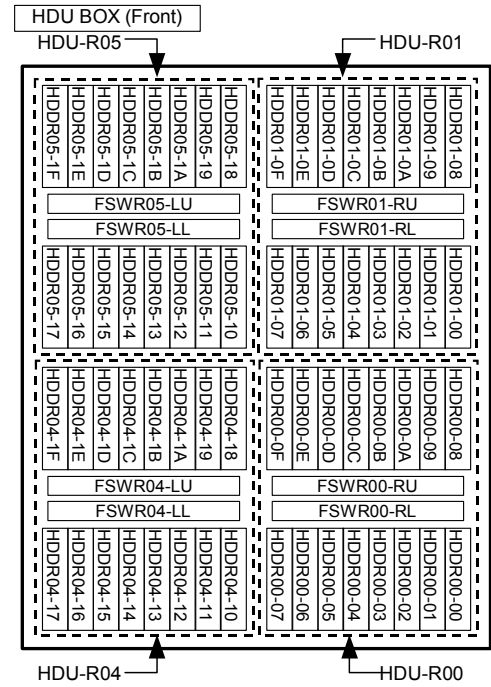 HDU BOX (Front)
HDU-R05
HDU-R01
HDDR05-1F
HDDR05-1E
HDDR05-1D
HDDR05-1C
HDDR05-1B
HDDR05-1A
HDDR05-19
HDDR05-18
FSWR05-LU
FSWR05-LL
HDDR05-17
HDDR05-16
HDDR05-15
HDDR05-14
HDDR05-13
HDDR05-12
HDDR05-11
HDDR05-10
HDDR01-0F
HDDR01-0E
HDDR01-0D
HDDR01-0C
HDDR01-0B
HDDR01-0A
HDDR01-09
HDDR01-08
FSWR01-RU
FSWR01-RL
HDDR01-07
HDDR01-06
HDDR01-05
HDDR01-04
HDDR01-03
HDDR01-02
HDDR01-01
HDDR01-00
HDDR04-1F
HDDR04-1E
HDDR04-1D
HDDR04-1C
HDDR04-1B
HDDR04-1A
HDDR04-19
HDDR04-18
FSWR04-LU
FSWR04-LL
HDDR04-17
HDDR04-16
HDDR04-15
HDDR04-14
HDDR04-13
HDDR04-12
HDDR04-11
HDDR04-10
HDDR00-0F
HDDR00-0E
HDDR00-0D
HDDR00-0C
HDDR00-0B
HDDR00-0A
HDDR00-09
HDDR00-08
FSWR00-RU
FSWR00-RL
HDDR00-07
HDDR00-06
HDDR00-05
HDDR00-04
HDDR00-03
HDDR00-02
HDDR00-01
HDDR00-00
HDU-R04
HDU-R00